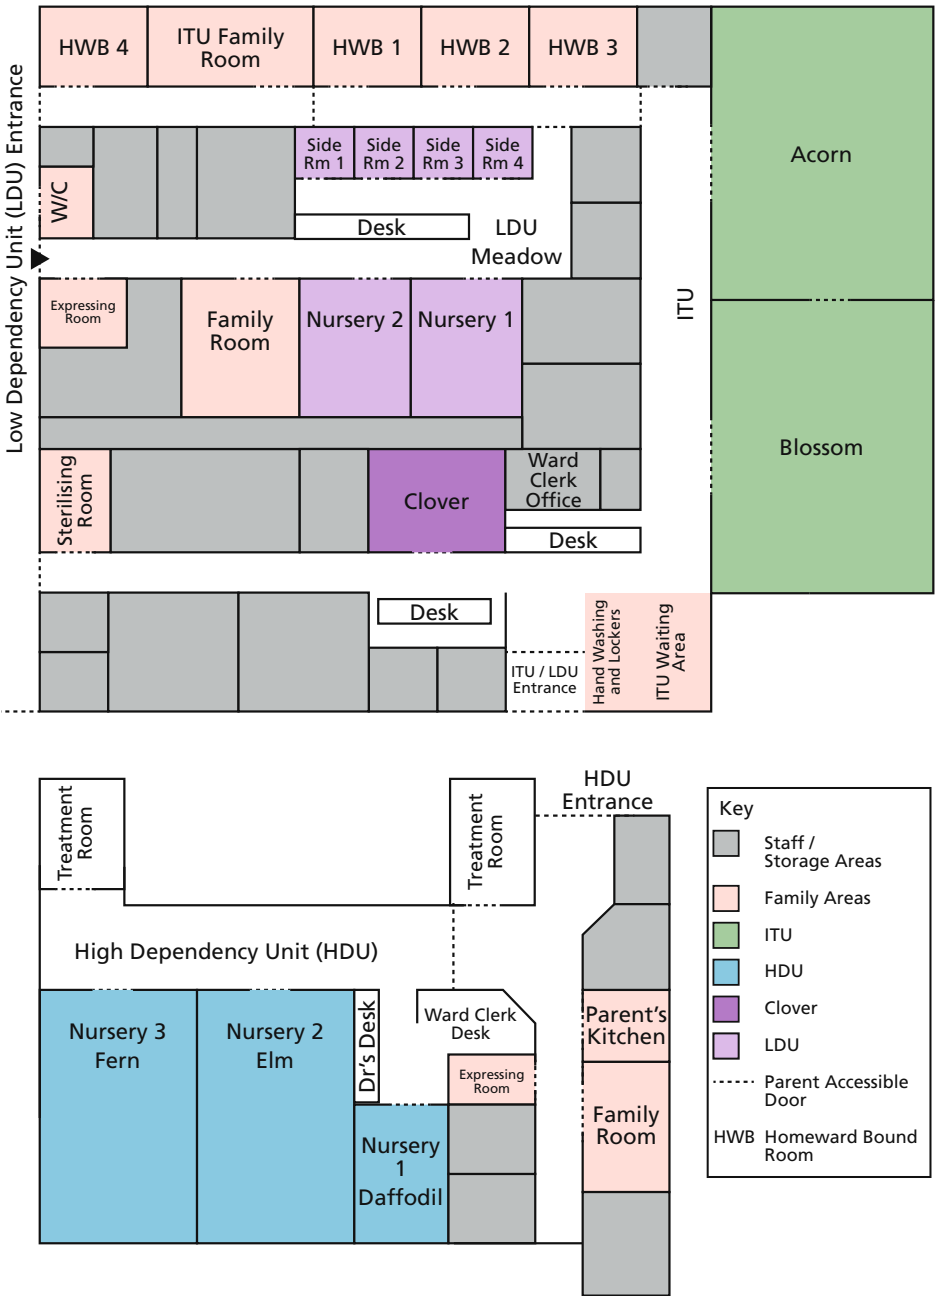 HWB 4
ITU Family
Room
HWB 1
HWB 2
HWB 3
Low Dependency Unit (LDU) Entrance
W/C
Side
Rm 1
Side
Rm 2
Side
Rm 3
Side
Rm 4
Desk
LDU
Meadow
Acorn
ITU
Expressing
Room
Family
Room
Nursery 2
Nursery 1
Blossom
Sterilising
Room
Clover
Ward
Clerk
Office
Desk
Desk
ITU / LDU
Entrance
Hand Washing
and Lockers
ITU Waiting
Area
Treatment
Room
Treatment
Room
HDU
Entrance
High Dependency Unit (HDU)
Nursery 3
Fern
Nursery 2
Elm
Dr's Desk
Ward Clerk
Desk
Expressing
Room
Nursery
1
Daffodil
Parent's
Kitchen
Family
Room
Key
Staff /
Storage Areas
Family Areas
ITU
HDU
Clover
LDU
Parent Accessible
Door
HWB Homeward Bound
Room